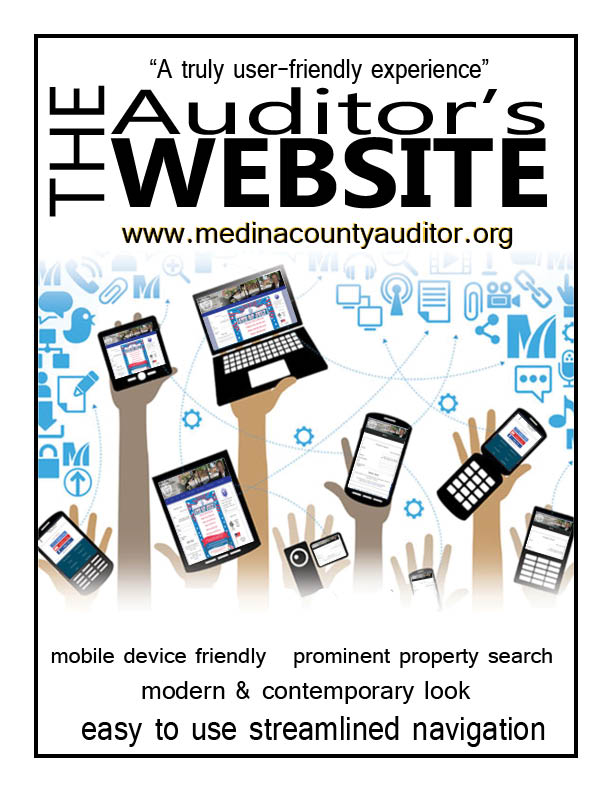 “A truly user-friendly experience”
THE Auditor’s
WEBSITE
www.medinacountyauditor.org
mobile device friendly prominent property search
modern & contemporary look
easy to use streamlined navigation